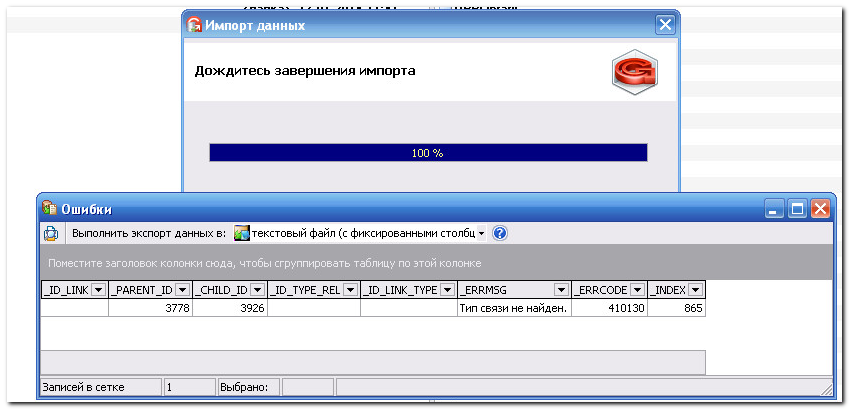 Импорт данных
Дождитесь завершения импорта
100 %
Ошибки
Выполнить экспорт данных в: текстовый файл (с фиксированными столбц
Поместите заголовок колонки сюда, чтобы сгруппировать таблицу по этой колонке
_ID_LINK _PARENT_ID _CHILD_ID _ID_TYPE_REL _ID_LINK_TYPE _ERRMSG _ERRCODE _INDEX
3778 3926 Тип связи не найден. 410130 865
Записей в сетке 1 Выбрано: